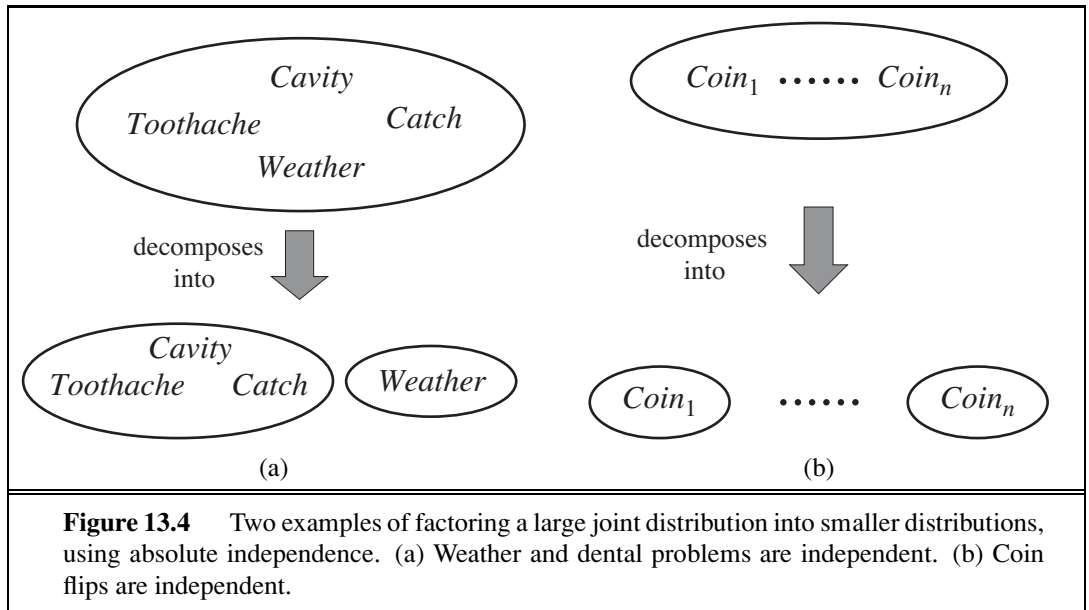 Cavity
Toothache
Catch
Weather
decomposes
into
Cavity
Toothache Catch
Weather
(a)
Coin₁ ...... Coinₙ
decomposes
into
Coin₁ ...... Coinₙ
(b)
Figure 13.4 Two examples of factoring a large joint distribution into smaller distributions,
using absolute independence. (a) Weather and dental problems are independent. (b) Coin
flips are independent.